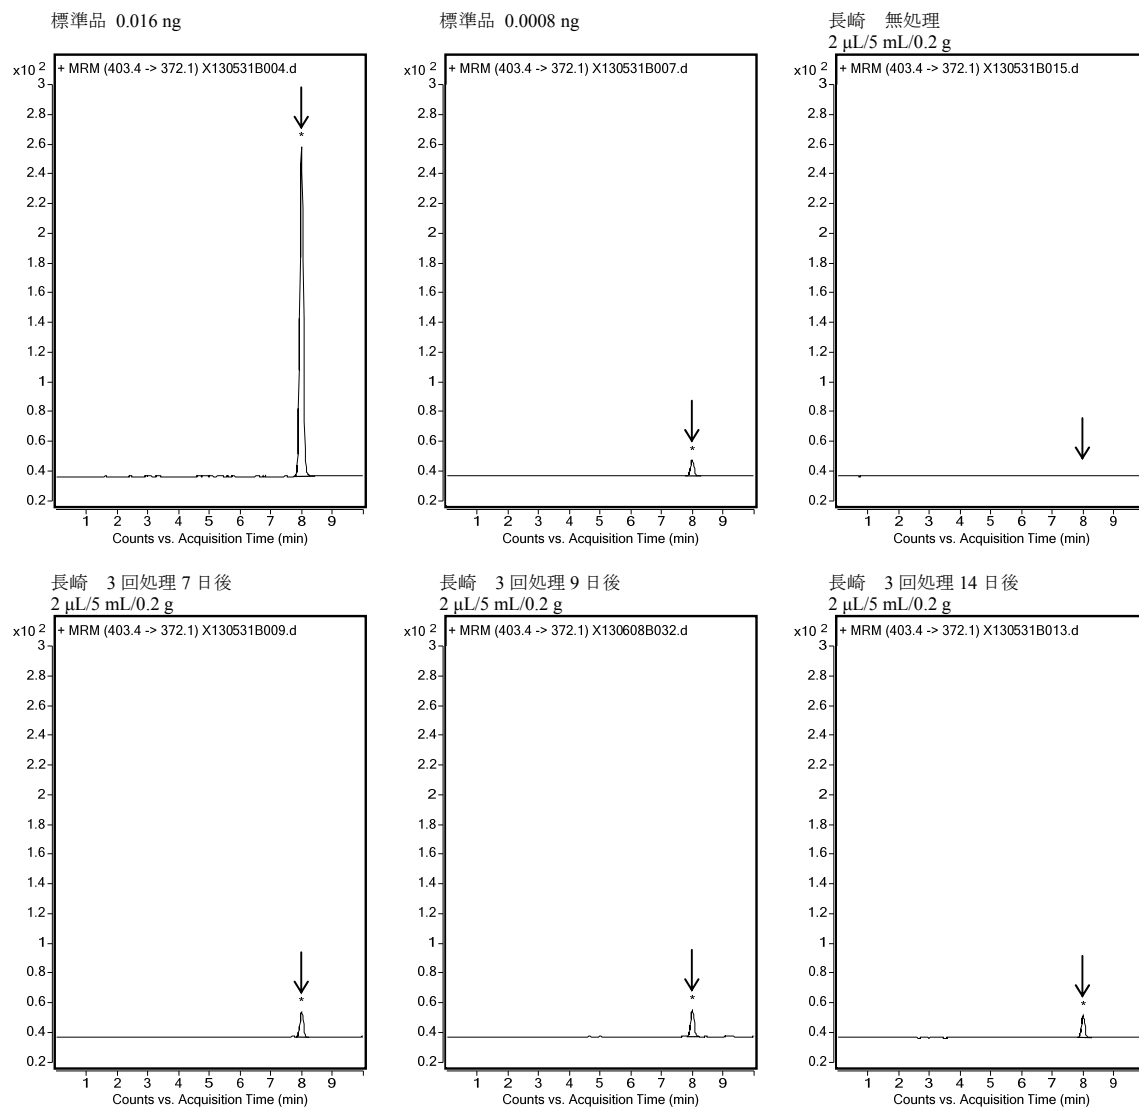 標準品 0.016 ng
x10 2
+ MRM (403.4 -> 372.1) X130531B004.d
3
2.8
2.6
2.4
2.2
2
1.8
1.6
1.4
1.2
1
0.8
0.6
0.4
0.2
*
1 2 3 4 5 6 7 8 9
Counts vs. Acquisition Time (min)
標準品 0.0008 ng
x10 2
+ MRM (403.4 -> 372.1) X130531B007.d
3
2.8
2.6
2.4
2.2
2
1.8
1.6
1.4
1.2
1
0.8
0.6
0.4
0.2
*
1 2 3 4 5 6 7 8 9
Counts vs. Acquisition Time (min)
長崎 無処理
2 μL/5 mL/0.2 g
x10 2
+ MRM (403.4 -> 372.1) X130531B015.d
3
2.8
2.6
2.4
2.2
2
1.8
1.6
1.4
1.2
1
0.8
0.6
0.4
0.2
1 2 3 4 5 6 7 8 9
Counts vs. Acquisition Time (min)
長崎 3 回処理 7 日後
2 μL/5 mL/0.2 g
x10 2
+ MRM (403.4 -> 372.1) X130531B009.d
3
2.8
2.6
2.4
2.2
2
1.8
1.6
1.4
1.2
1
0.8
0.6
0.4
0.2
*
1 2 3 4 5 6 7 8 9
Counts vs. Acquisition Time (min)
長崎 3 回処理 9 日後
2 μL/5 mL/0.2 g
x10 2
+ MRM (403.4 -> 372.1) X130608B032.d
3
2.8
2.6
2.4
2.2
2
1.8
1.6
1.4
1.2
1
0.8
0.6
0.4
0.2
*
1 2 3 4 5 6 7 8 9
Counts vs. Acquisition Time (min)
長崎 3 回処理 14 日後
2 μL/5 mL/0.2 g
x10 2
+ MRM (403.4 -> 372.1) X130531B013.d
3
2.8
2.6
2.4
2.2
2
1.8
1.6
1.4
1.2
1
0.8
0.6
0.4
0.2
*
1 2 3 4 5 6 7 8 9
Counts vs. Acquisition Time (min)